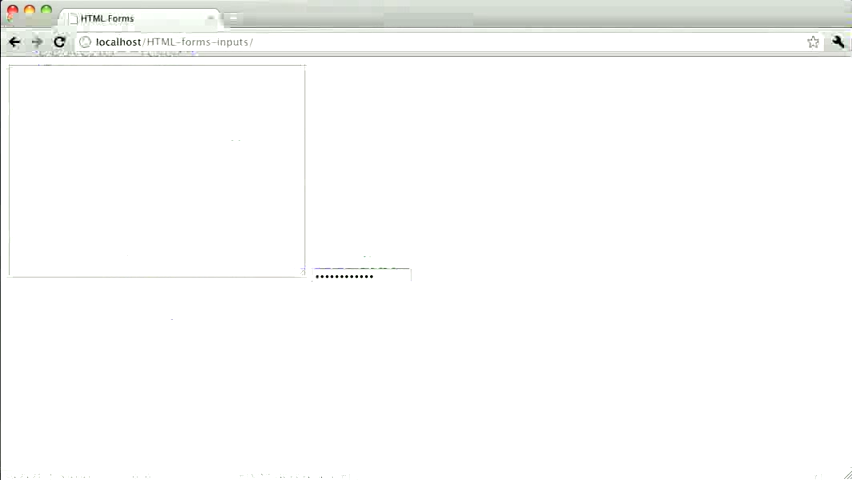 HTML Forms
localhost/HTML-forms-inputs/
••••••••••••